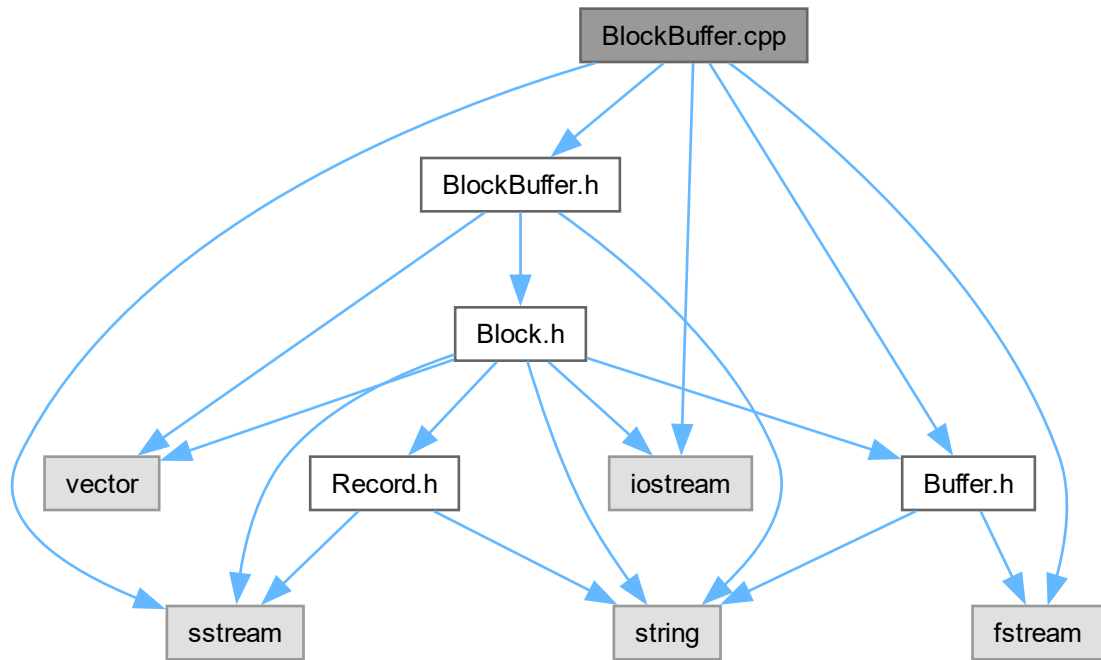 BlockBuffer.cpp
BlockBuffer.h
Block.h
vector
Record.h
iostream
Buffer.h
sstream
string
fstream